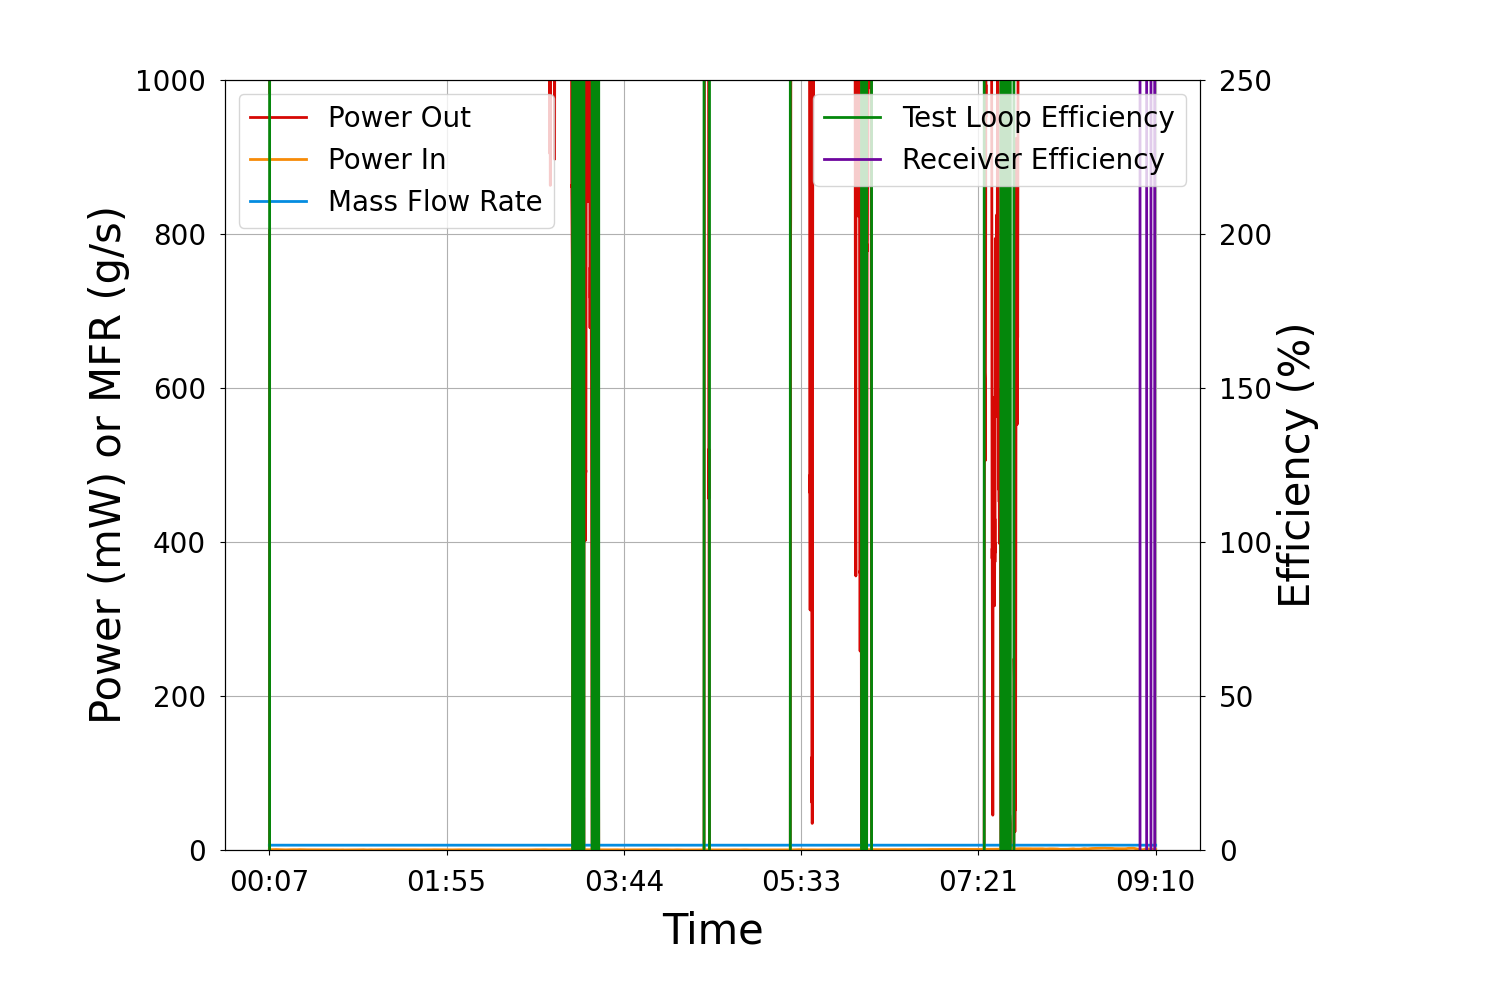 1000
800
600
400
200
0
Power (mW) or MFR (g/s)
Power Out
Power In
Mass Flow Rate
Test Loop Efficiency
Receiver Efficiency
250
200
150
100
50
0
Efficiency (%)
00:07 01:55 03:44 05:33 07:21 09:10
Time